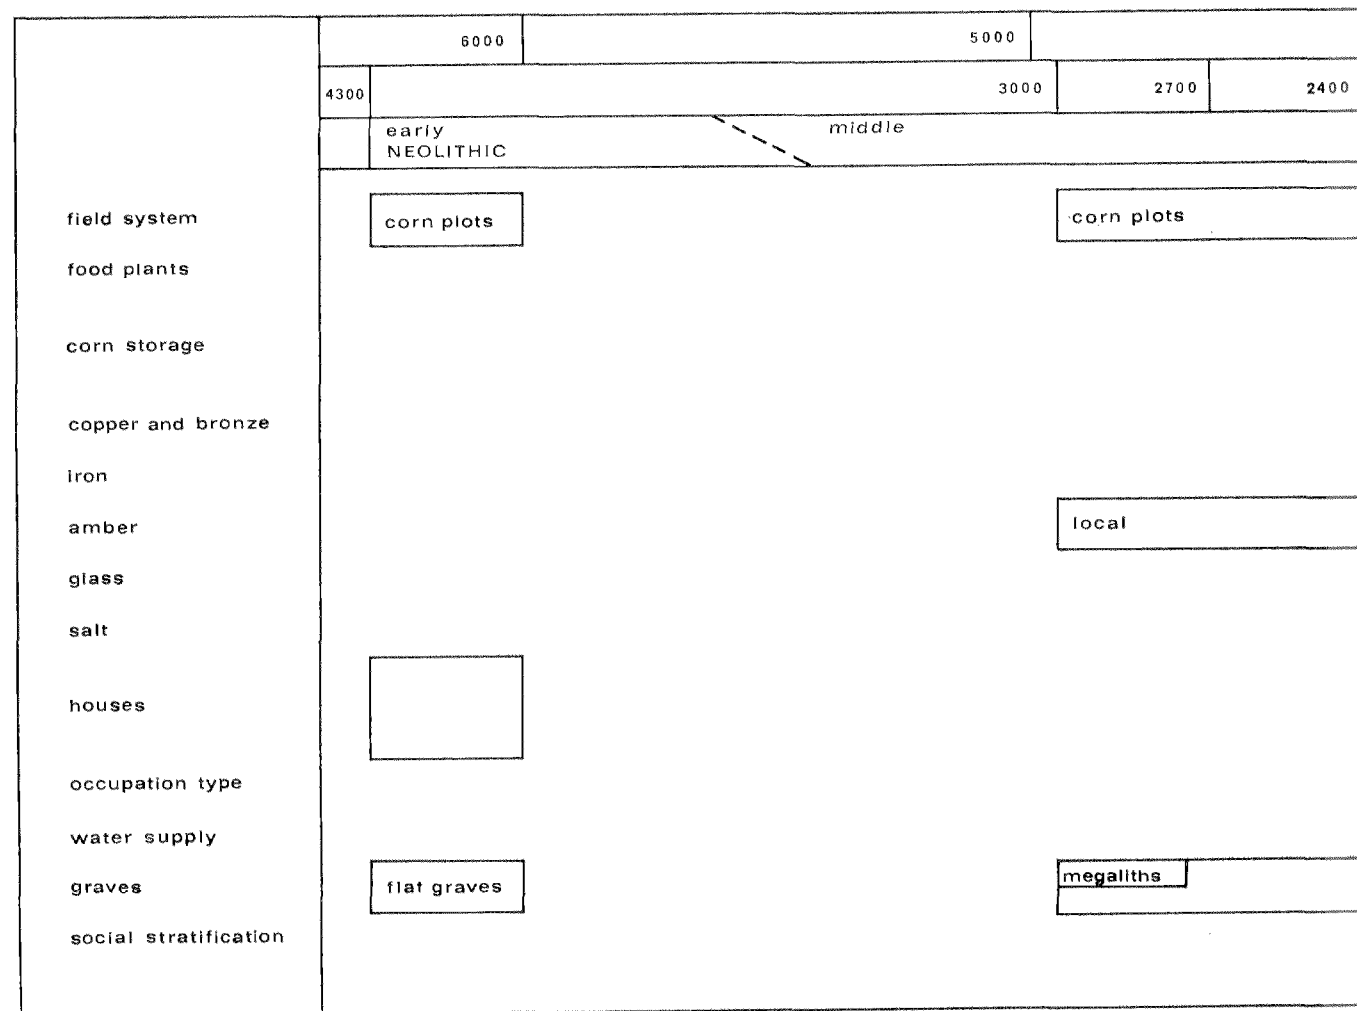 6000 5000
4300 3000 2700 2400
early middle
NEOLITHIC
field system corn plots corn plots
food plants
corn storage
copper and bronze
iron
amber local
glass
salt
houses
occupation type
water supply
graves flat graves megaliths
social stratification